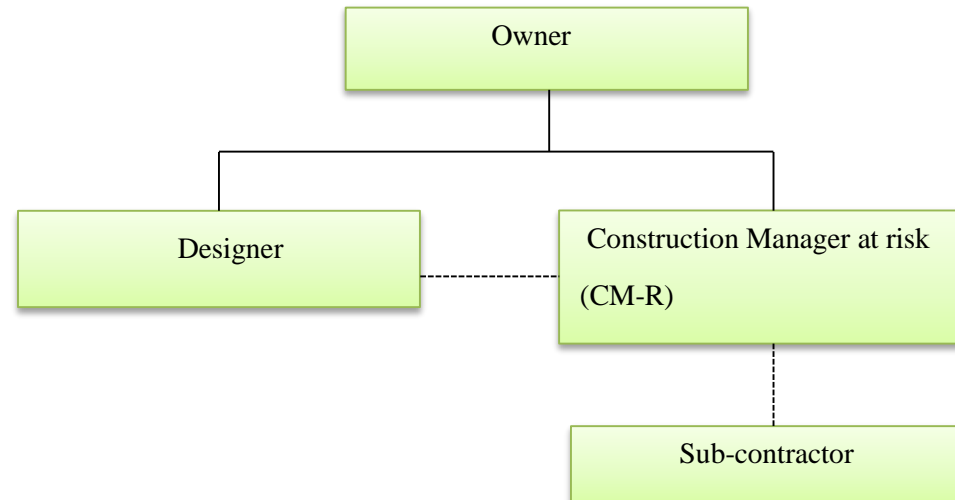 Owner
Designer
Construction Manager at risk
(CM-R)
Sub-contractor